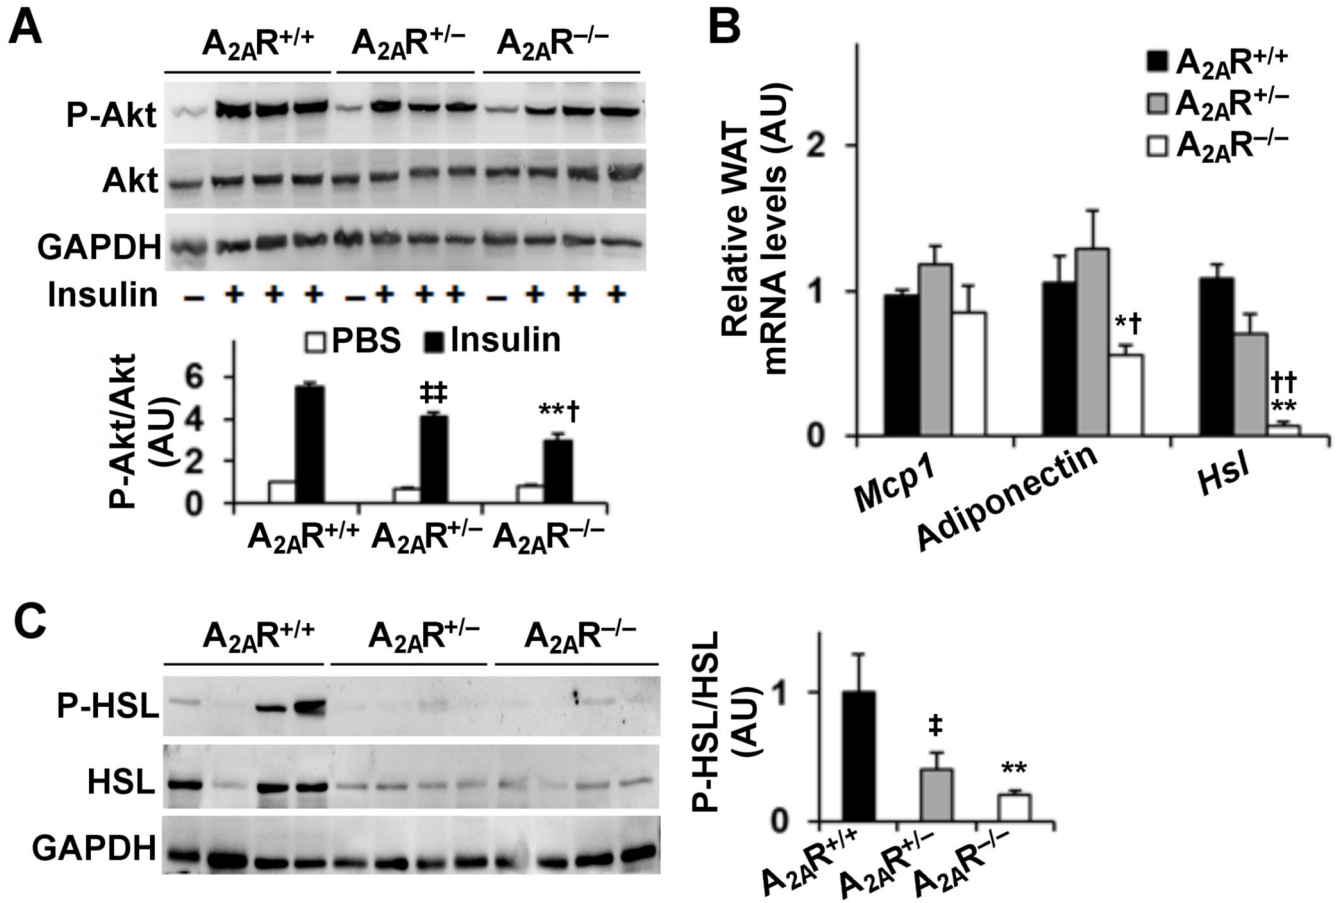 A
A2AR+/+ A2AR+/– A2AR–/–
P-Akt
Akt
GAPDH
Insulin – + + + – + + + – + + +
PBS Insulin
P-Akt/Akt
(AU)
6
4
2
0
‡‡
**†
A2AR+/+ A2AR+/– A2AR–/–
B
A2AR+/+
A2AR+/–
A2AR–/–
Relative WAT
mRNA levels (AU)
2
1
0
*†
††
**
Mcp1 Adiponectin Hsl
C
A2AR+/+ A2AR+/– A2AR–/–
P-HSL
HSL
GAPDH
P-HSL/HSL
(AU)
1
0
‡
**
A2AR+/+ A2AR+/– A2AR–/–